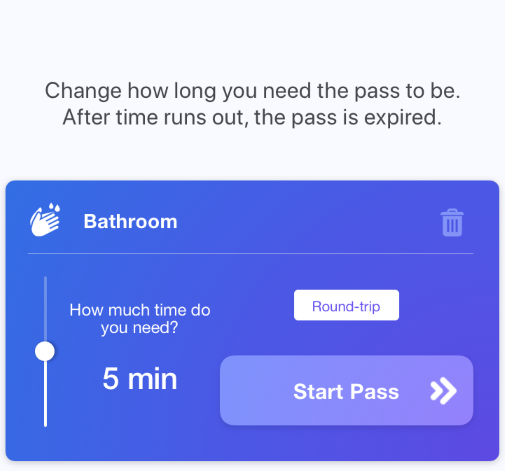 Change how long you need the pass to be.
After time runs out, the pass is expired.
Bathroom
How much time do
you need?
5 min
Round-trip
Start Pass